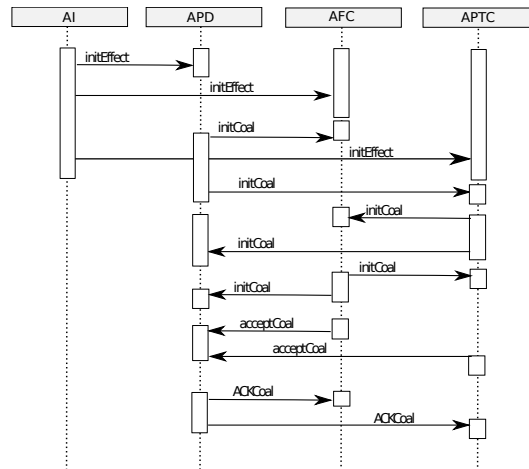 AI APD AFC APTC
initEffect
initEffect
initCoal
initEffect
initCoal
initCoal
initCoal
initCoal
initCoal
acceptCoal
acceptCoal
ACKCoal
ACKCoal